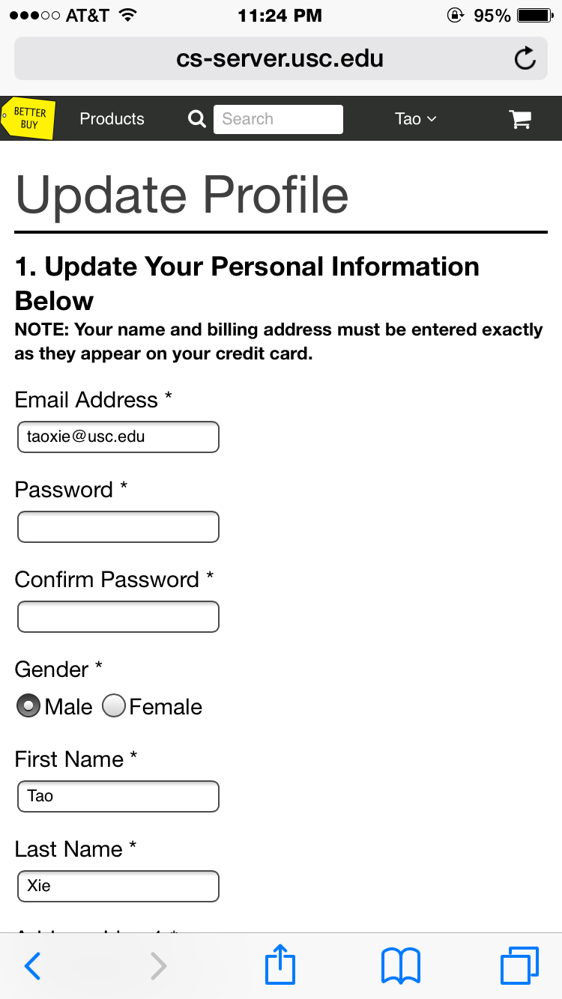 AT&T 11:24 PM 95%
cs-server.usc.edu
BETTER
BUY
Products Search Tao
Update Profile
1. Update Your Personal Information
Below
NOTE: Your name and billing address must be entered exactly
as they appear on your credit card.
Email Address *
taoxie@usc.edu
Password *
Confirm Password *
Gender *
Male Female
First Name *
Tao
Last Name *
Xie